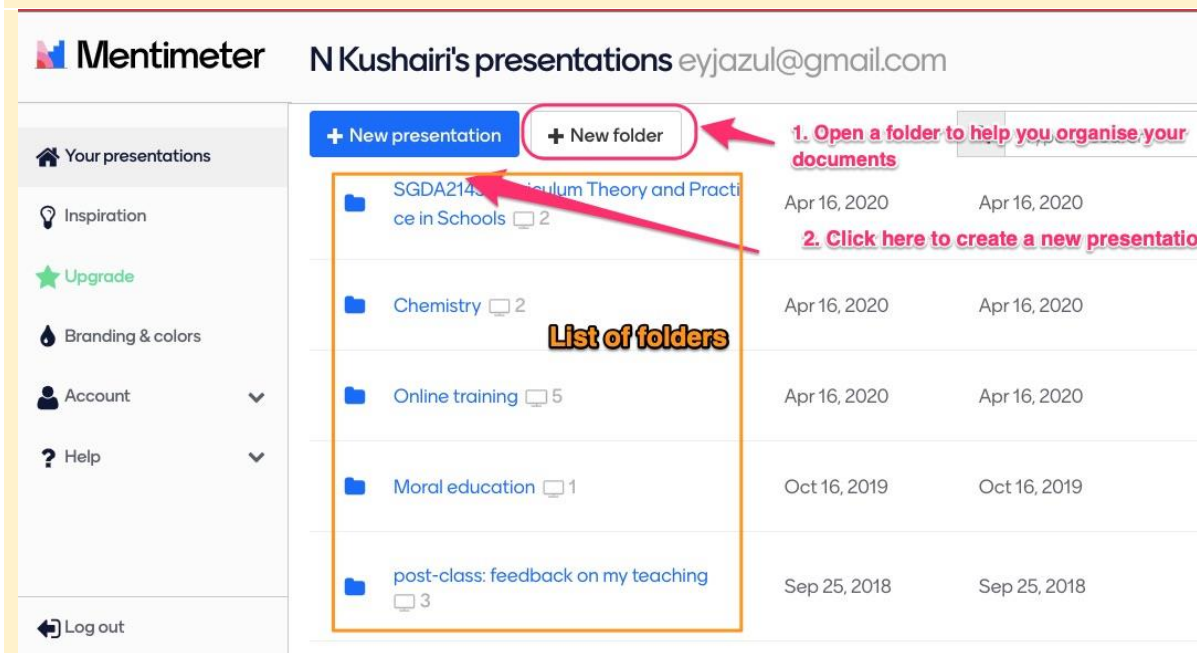 Mentimeter
N Kushairi's presentations eyjazul@gmail.com
Your presentations
Inspiration
Upgrade
Branding & colors
Account
Help
Log out
+ New presentation
+ New folder
1. Open a folder to help you organise your
documents
2. Click here to create a new presentatio
List of folders
Theory and Practi
ce in Schools 2
Apr 16, 2020 Apr 16, 2020
Chemistry 2
Apr 16, 2020 Apr 16, 2020
Online training 5
Apr 16, 2020 Apr 16, 2020
Moral education 1
Oct 16, 2019 Oct 16, 2019
post-class: feedback on my teaching
3
Sep 25, 2018 Sep 25, 2018